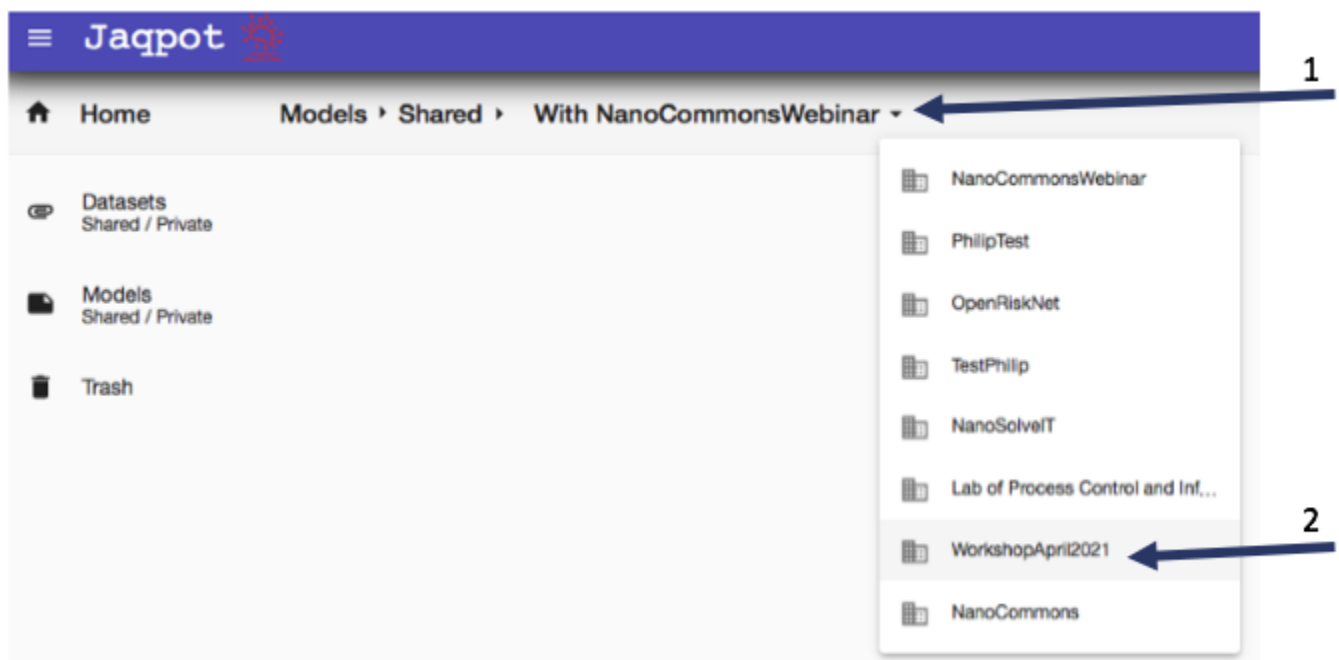 Jaqpot
1
Home
Models
Shared
With NanoCommonsWebinar
NanoCommonsWebinar
Datasets
Shared / Private
PhilipTest
Models
Shared / Private
OpenRiskNet
Trash
TestPhilip
NanoSolveIT
Lab of Process Control and Inf...
2
WorkshopApril2021
NanoCommons